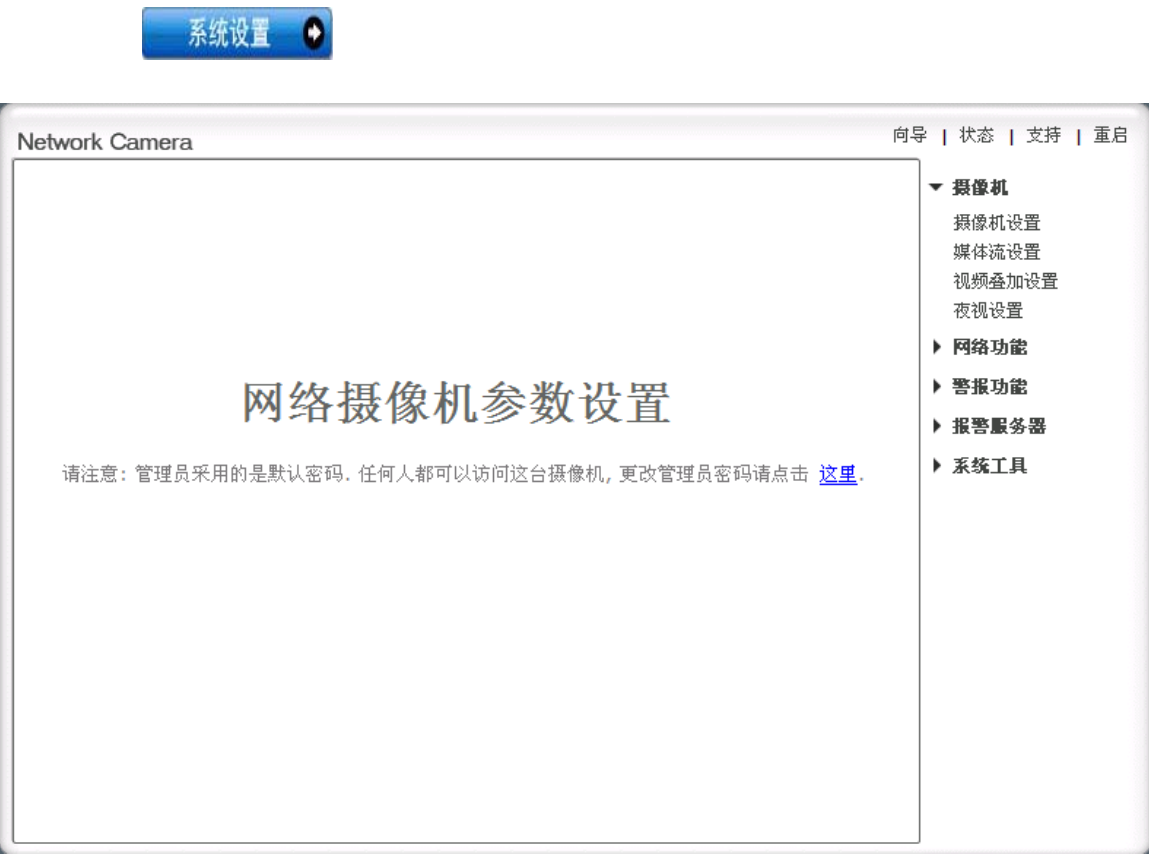 系统设置
Network Camera
向导 | 状态 | 支持 | 重启
网络摄像机参数设置
请注意: 管理员采用的是默认密码. 任何人都可以访问这台摄像机, 更改管理员密码请点击 这里.
摄像机
摄像机设置
媒体流设置
视频叠加设置
夜视设置
网络功能
警报功能
报警服务器
系统工具